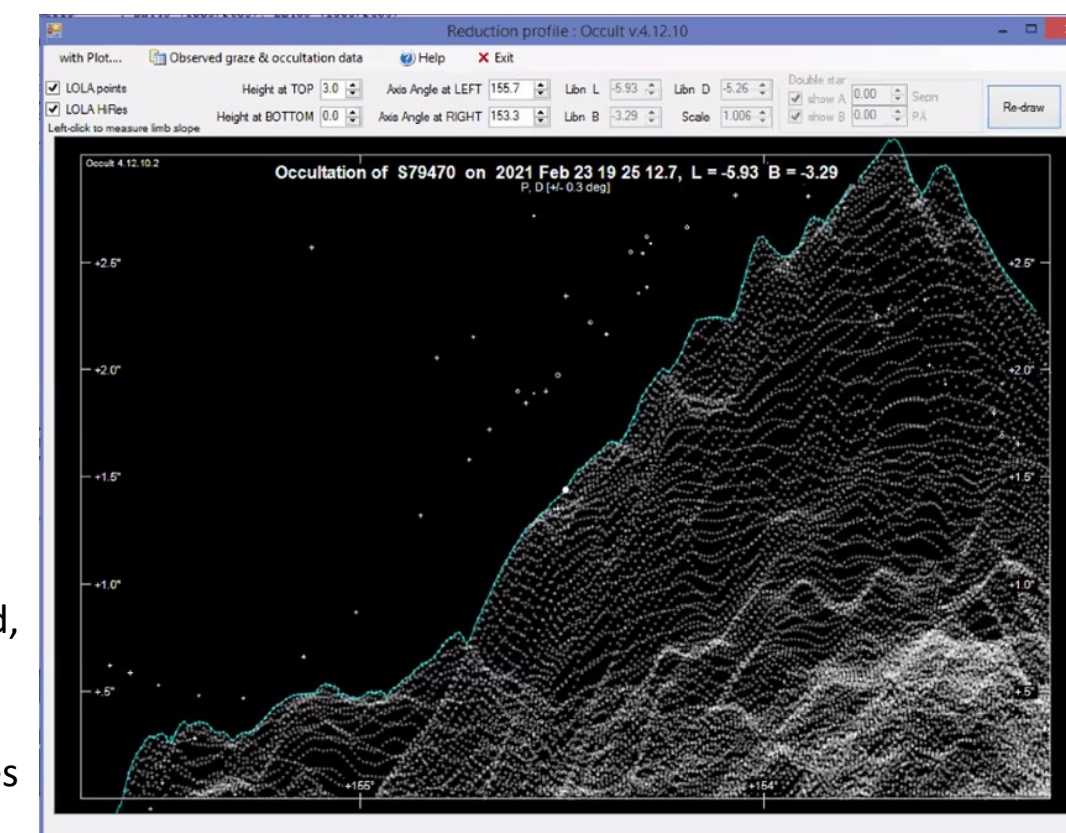 Reduction profile : Occult v.4.12.10
with Plot.... Observed graze & occultation data Help Exit
LOLA points Height at TOP 3.0 Axis Angle at LEFT 155.7 Libn L -5.93 Libn D -5.26 Double star
show A 0.00 Sepn
LOLA HiRes Height at BOTTOM 0.0 Axis Angle at RIGHT 153.3 Libn B -3.29 Scale 1.006 show B 0.00 PA Re-draw
Left-click to measure limb slope
Occult 4.12.10.2
Occultation of S79470 on 2021 Feb 23 19 25 12.7, L = -5.93 B = -3.29
P, D [+/- 0.3 deg]
+2.5" +2.5"
+2.0" +2.0"
+1.5" +1.5"
+1.0" +1.0"
+.5" +.5"
+155° +154°